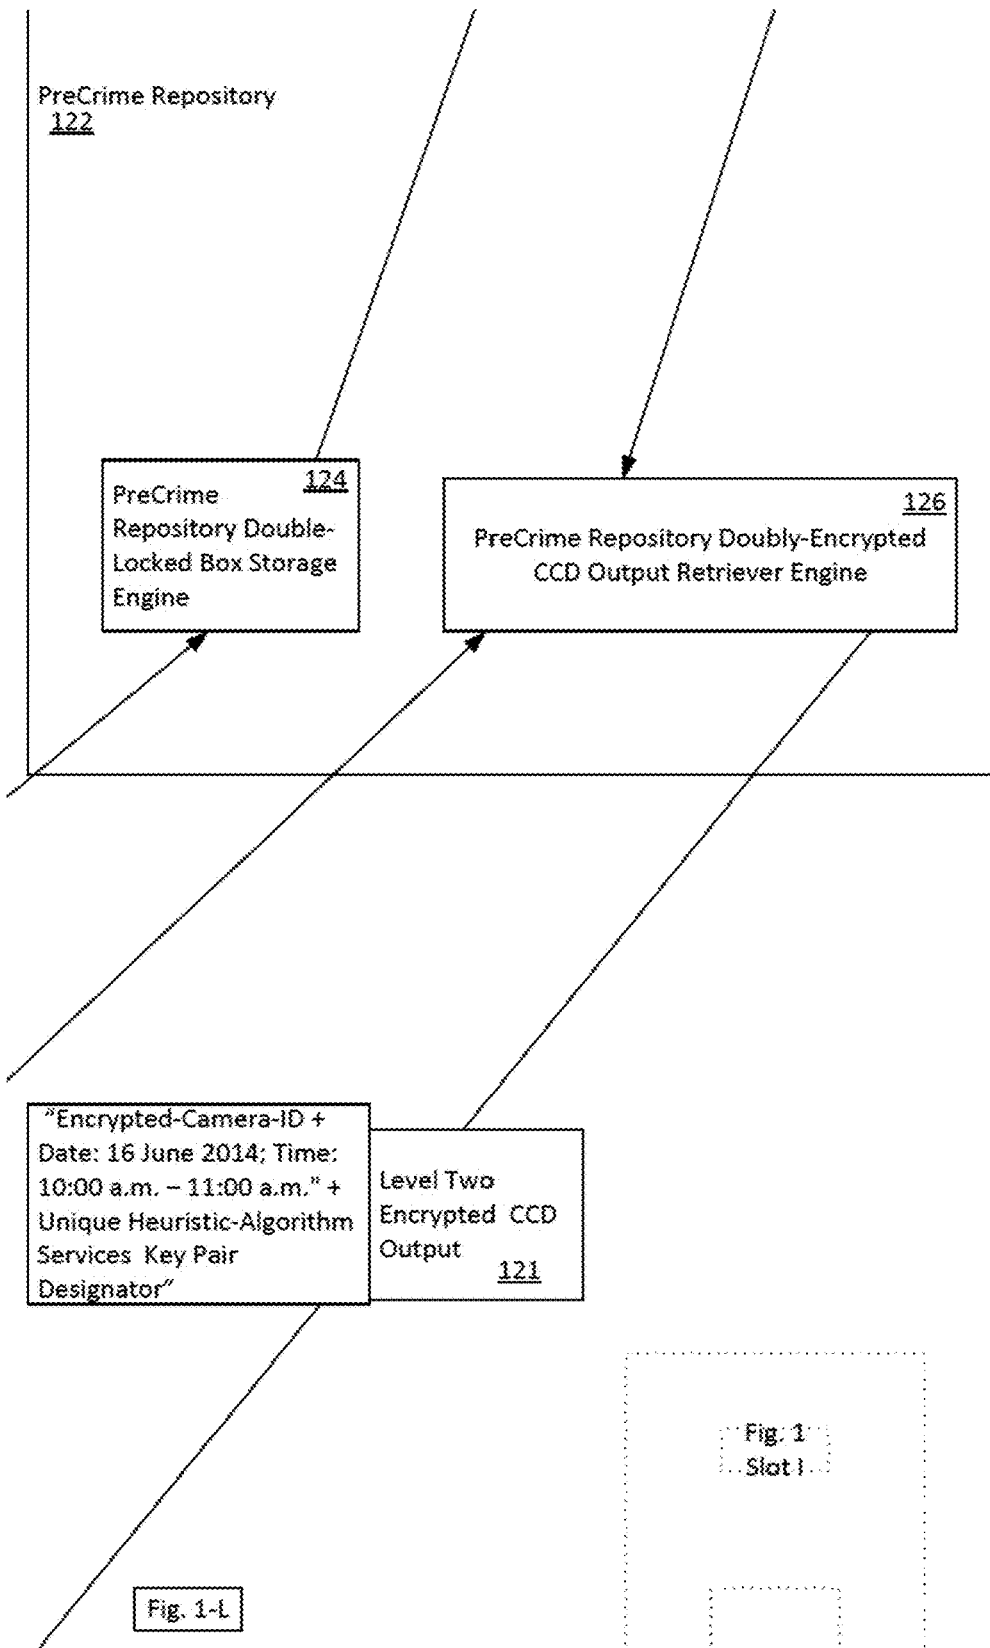 PreCrime Repository
122
124
PreCrime
Repository Double-
Locked Box Storage
Engine
126
PreCrime Repository Doubly-Encrypted
CCD Output Retriever Engine
"Encrypted-Camera-ID +
Date: 16 June 2014; Time:
10:00 a.m. – 11:00 a.m." +
Unique Heuristic-Algorithm
Services Key Pair
Designator"
Level Two
Encrypted CCD
Output
121
Fig. 1
Slot I
Fig. 1-L